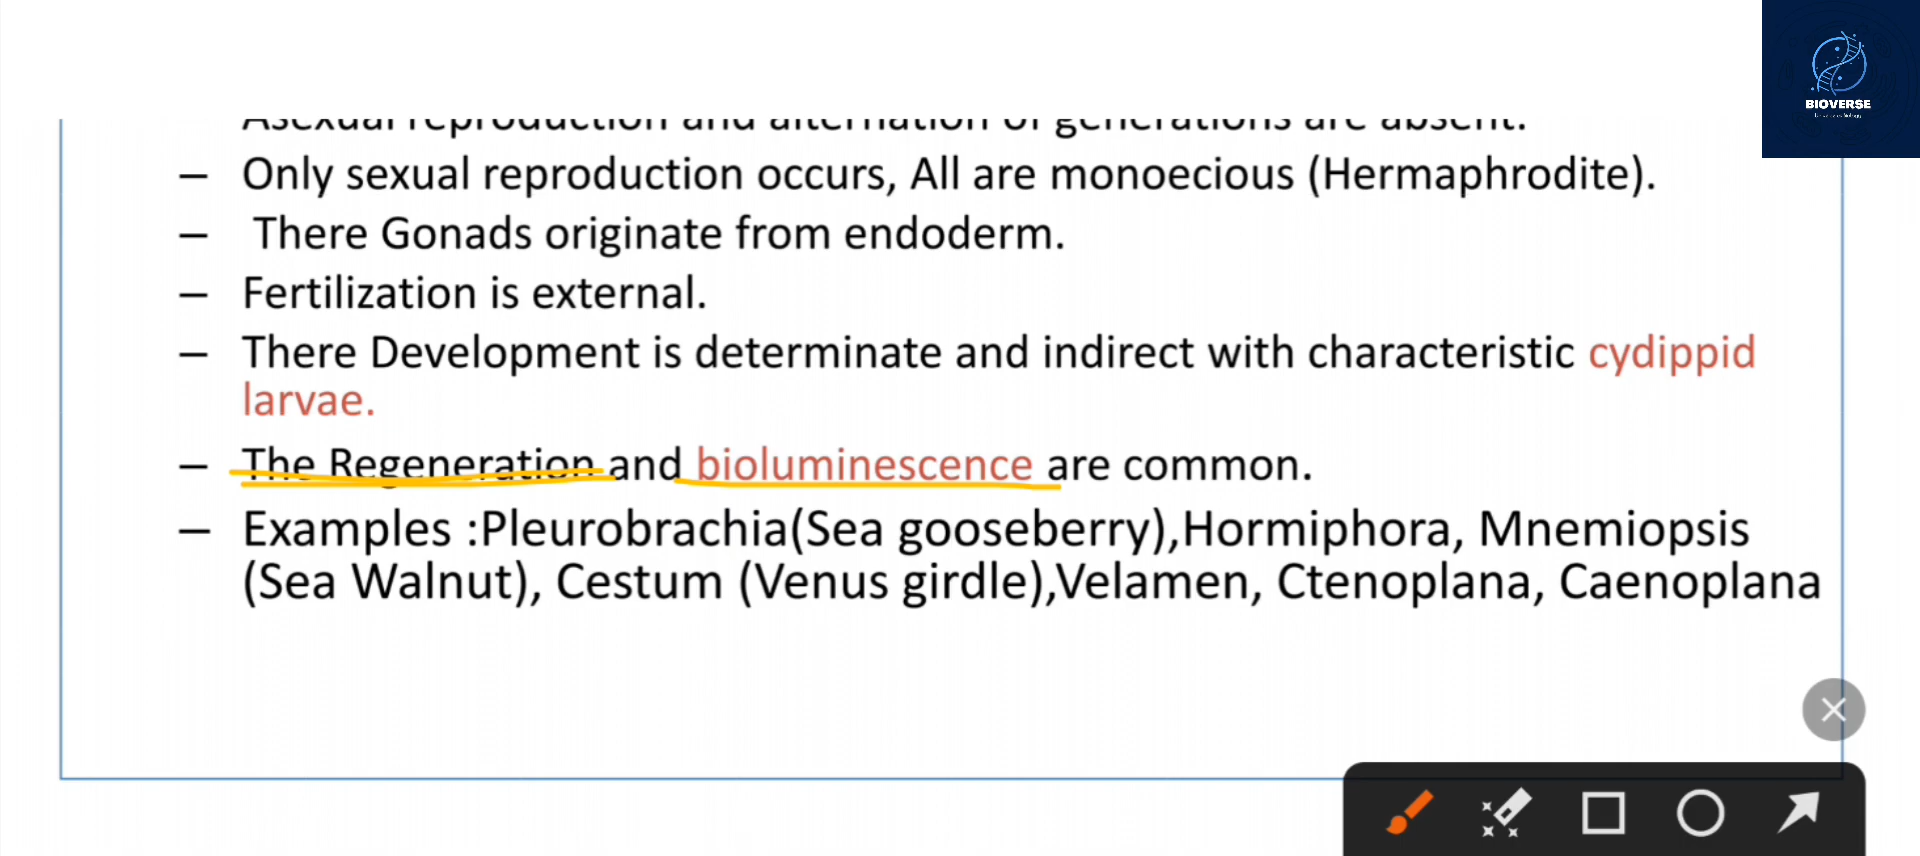 BIOVERSE
Asexual reproduction and alternation of generations are absent.
– Only sexual reproduction occurs, All are monoecious (Hermaphrodite).
– There Gonads originate from endoderm.
– Fertilization is external.
– There Development is determinate and indirect with characteristic cydippid
larvae.
– The Regeneration and bioluminescence are common.
– Examples :Pleurobrachia(Sea gooseberry),Hormiphora, Mnemiopsis
(Sea Walnut), Cestum (Venus girdle),Velamen, Ctenoplana, Caenoplana